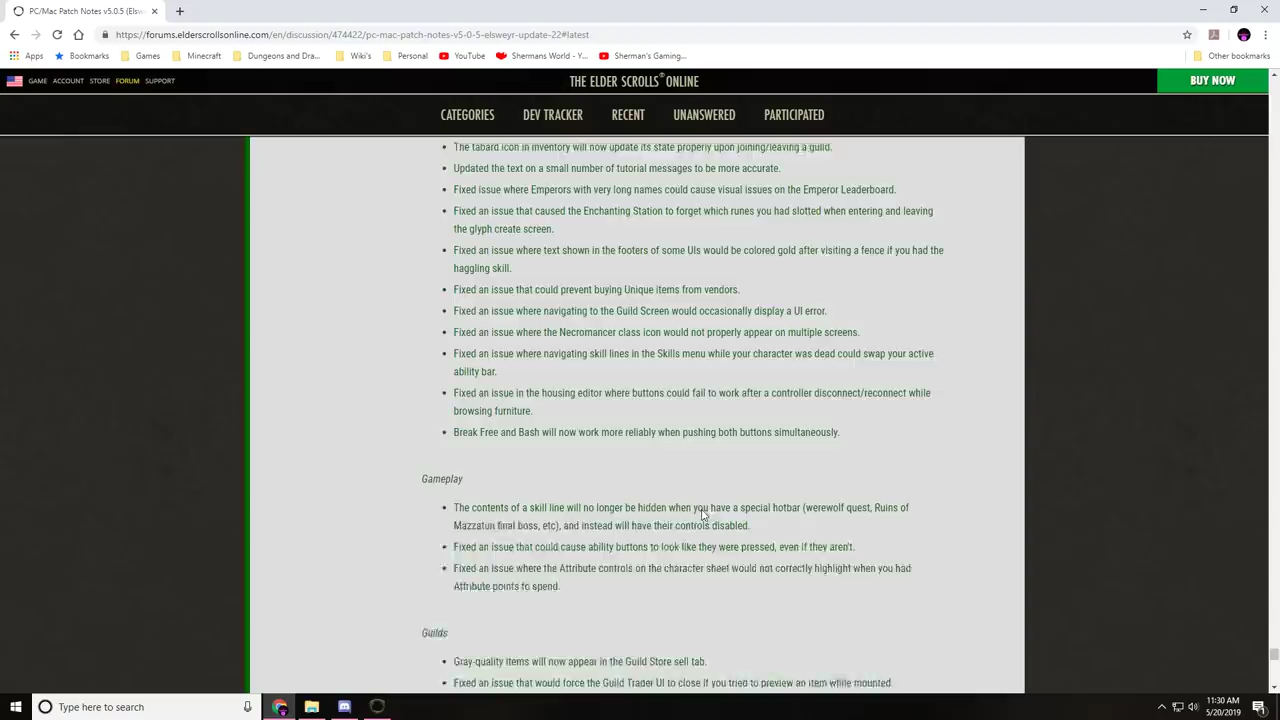 PC/Mac Patch Notes v5.0.5 (Elsw
https://forums.elderscrollsonline.com/en/discussion/474422/pc-mac-patch-notes-v5-0-5-elsweyr-update-22#latest
Apps Bookmarks Games Minecraft Dungeons and Dra... Wiki's Personal YouTube Shermans World - Y... Sherman's Gaming... Other bookmarks
GAME ACCOUNT STORE FORUM SUPPORT THE ELDER SCROLLS® ONLINE BUY NOW
CATEGORIES DEV TRACKER RECENT UNANSWERED PARTICIPATED
The tabard icon in inventory will now update its state properly upon joining/leaving a guild.
Updated the text on a small number of tutorial messages to be more accurate.
Fixed issue where Emperors with very long names could cause visual issues on the Emperor Leaderboard.
Fixed an issue that caused the Enchanting Station to forget which runes you had slotted when entering and leaving
the glyph create screen.
Fixed an issue where text shown in the footers of some UIs would be colored gold after visiting a fence if you had the
haggling skill.
Fixed an issue that could prevent buying Unique items from vendors.
Fixed an issue where navigating to the Guild Screen would occasionally display a UI error.
Fixed an issue where the Necromancer class icon would not properly appear on multiple screens.
Fixed an issue where navigating skill lines in the Skills menu while your character was dead could swap your active
ability bar.
Fixed an issue in the housing editor where buttons could fail to work after a controller disconnect/reconnect while
browsing furniture.
Break Free and Bash will now work more reliably when pushing both buttons simultaneously.
Gameplay
The contents of a skill line will no longer be hidden when you have a special hotbar (werewolf quest, Ruins of
Mazzatun final boss, etc), and instead will have their controls disabled.
Fixed an issue that could cause ability buttons to look like they were pressed, even if they aren't.
Fixed an issue where the Attribute controls on the character sheet would not correctly highlight when you had
Attribute points to spend.
Guilds
Gray-quality items will now appear in the Guild Store sell tab.
Fixed an issue that would force the Guild Trader UI to close if you tried to preview an item while mounted
Type here to search
11:30 AM
5/20/2019
1